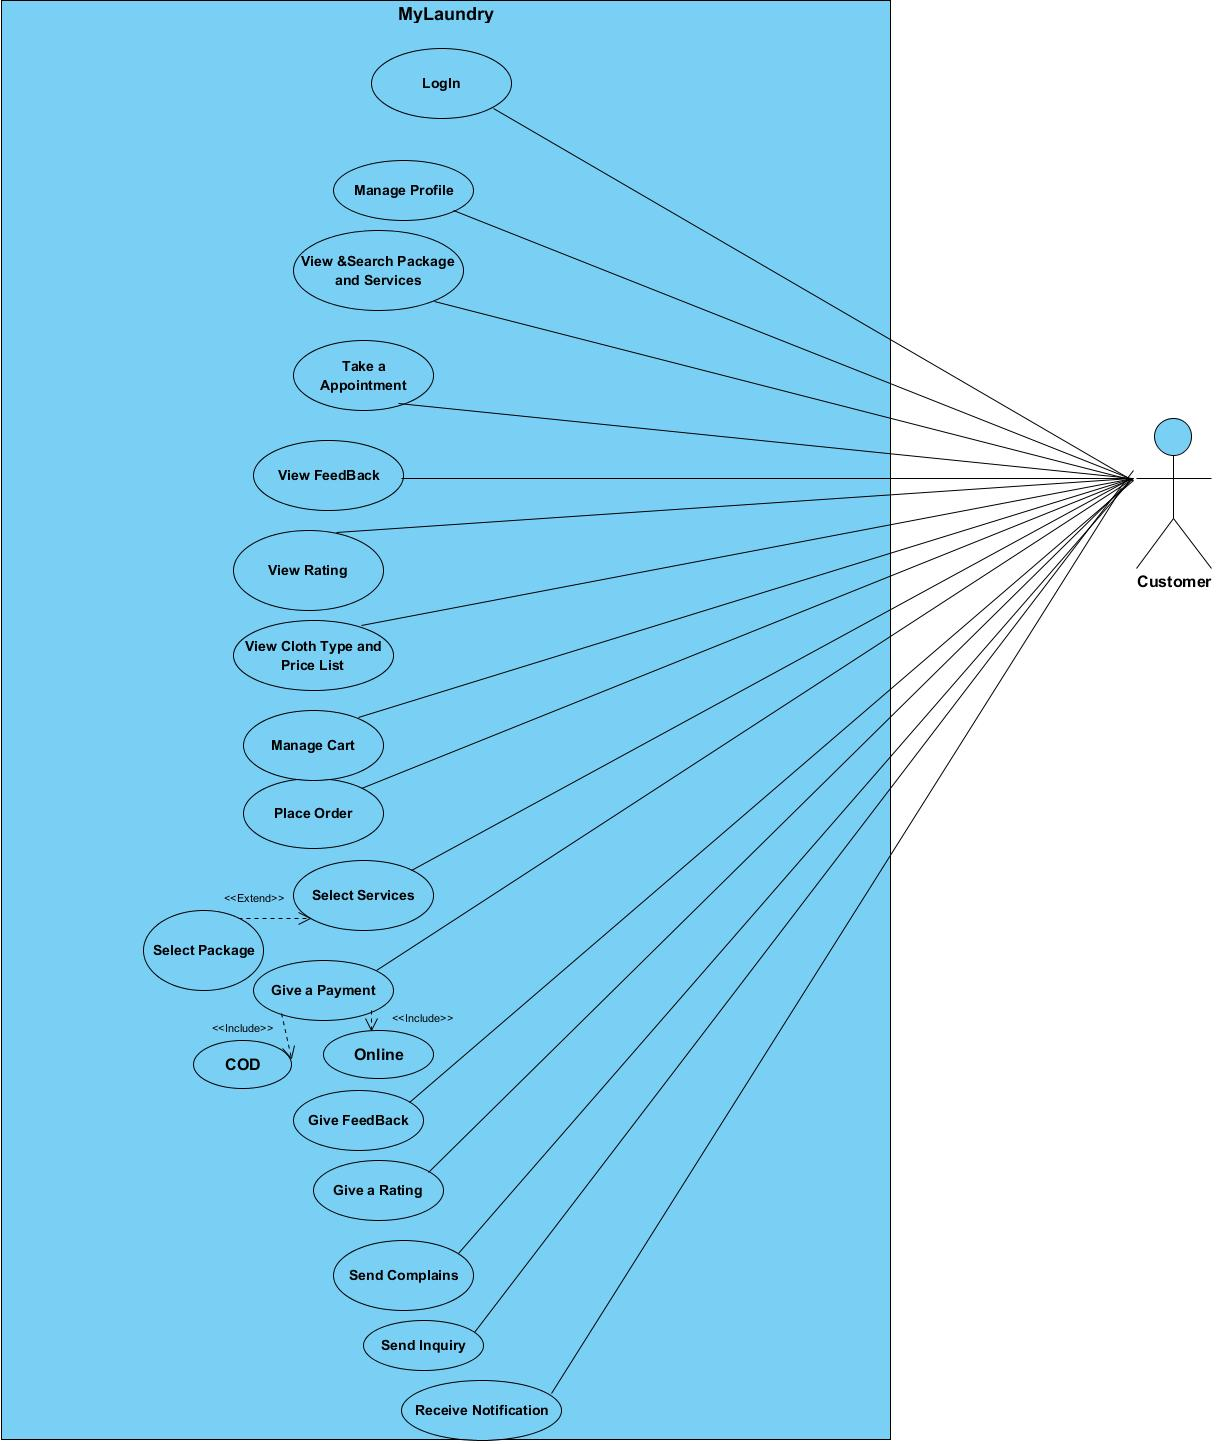 MyLaundry
LogIn
Manage Profile
View &Search Package
and Services
Take a
Appointment
View FeedBack
View Rating
View Cloth Type and
Price List
Manage Cart
Place Order
Select Services
<<Extend>>
Select Package
Give a Payment
<<Include>>
<<Include>>
COD
Online
Give FeedBack
Give a Rating
Send Complains
Send Inquiry
Receive Notification
Customer